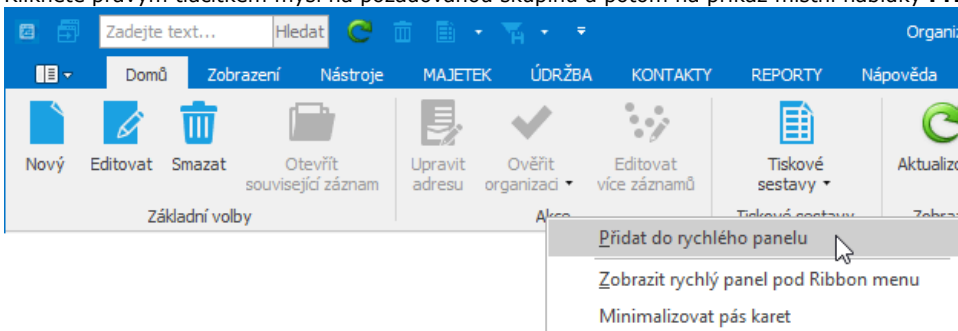 Klikněte pravým tlačítkem myši na požadovanou skupinu a potom na příkaz místní nabídky
Zadejte text... Hledat Organiz
Domů Zobrazení Nástroje MAJETEK ÚDRŽBA KONTAKTY REPORTY Nápověda
Nový Editovat Smazat Otevřít související záznam Upravit adresu Ověřit organizaci Editovat více záznamů Tiskové sestavy Aktualizo
Základní volby Akce Tiskové sestavy Zobraz
Přidat do rychlého panelu
Zobrazit rychlý panel pod Ribbon menu
Minimalizovat pás karet